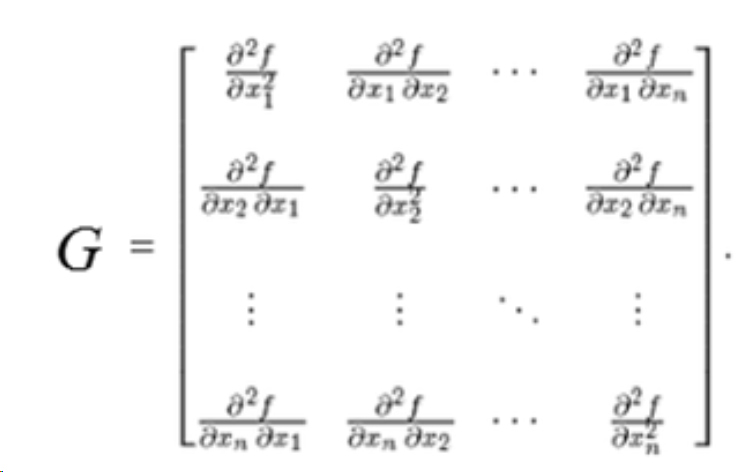 G = \begin{bmatrix} \frac{\partial^2 f}{\partial x_1^2} & \frac{\partial^2 f}{\partial x_1 \, \partial x_2} & \cdots & \frac{\partial^2 f}{\partial x_1 \, \partial x_n} \\ \frac{\partial^2 f}{\partial x_2 \, \partial x_1} & \frac{\partial^2 f}{\partial x_2^2} & \cdots & \frac{\partial^2 f}{\partial x_2 \, \partial x_n} \\ \vdots & \vdots & \ddots & \vdots \\ \frac{\partial^2 f}{\partial x_n \, \partial x_1} & \frac{\partial^2 f}{\partial x_n \, \partial x_2} & \cdots & \frac{\partial^2 f}{\partial x_n^2} \end{bmatrix}.